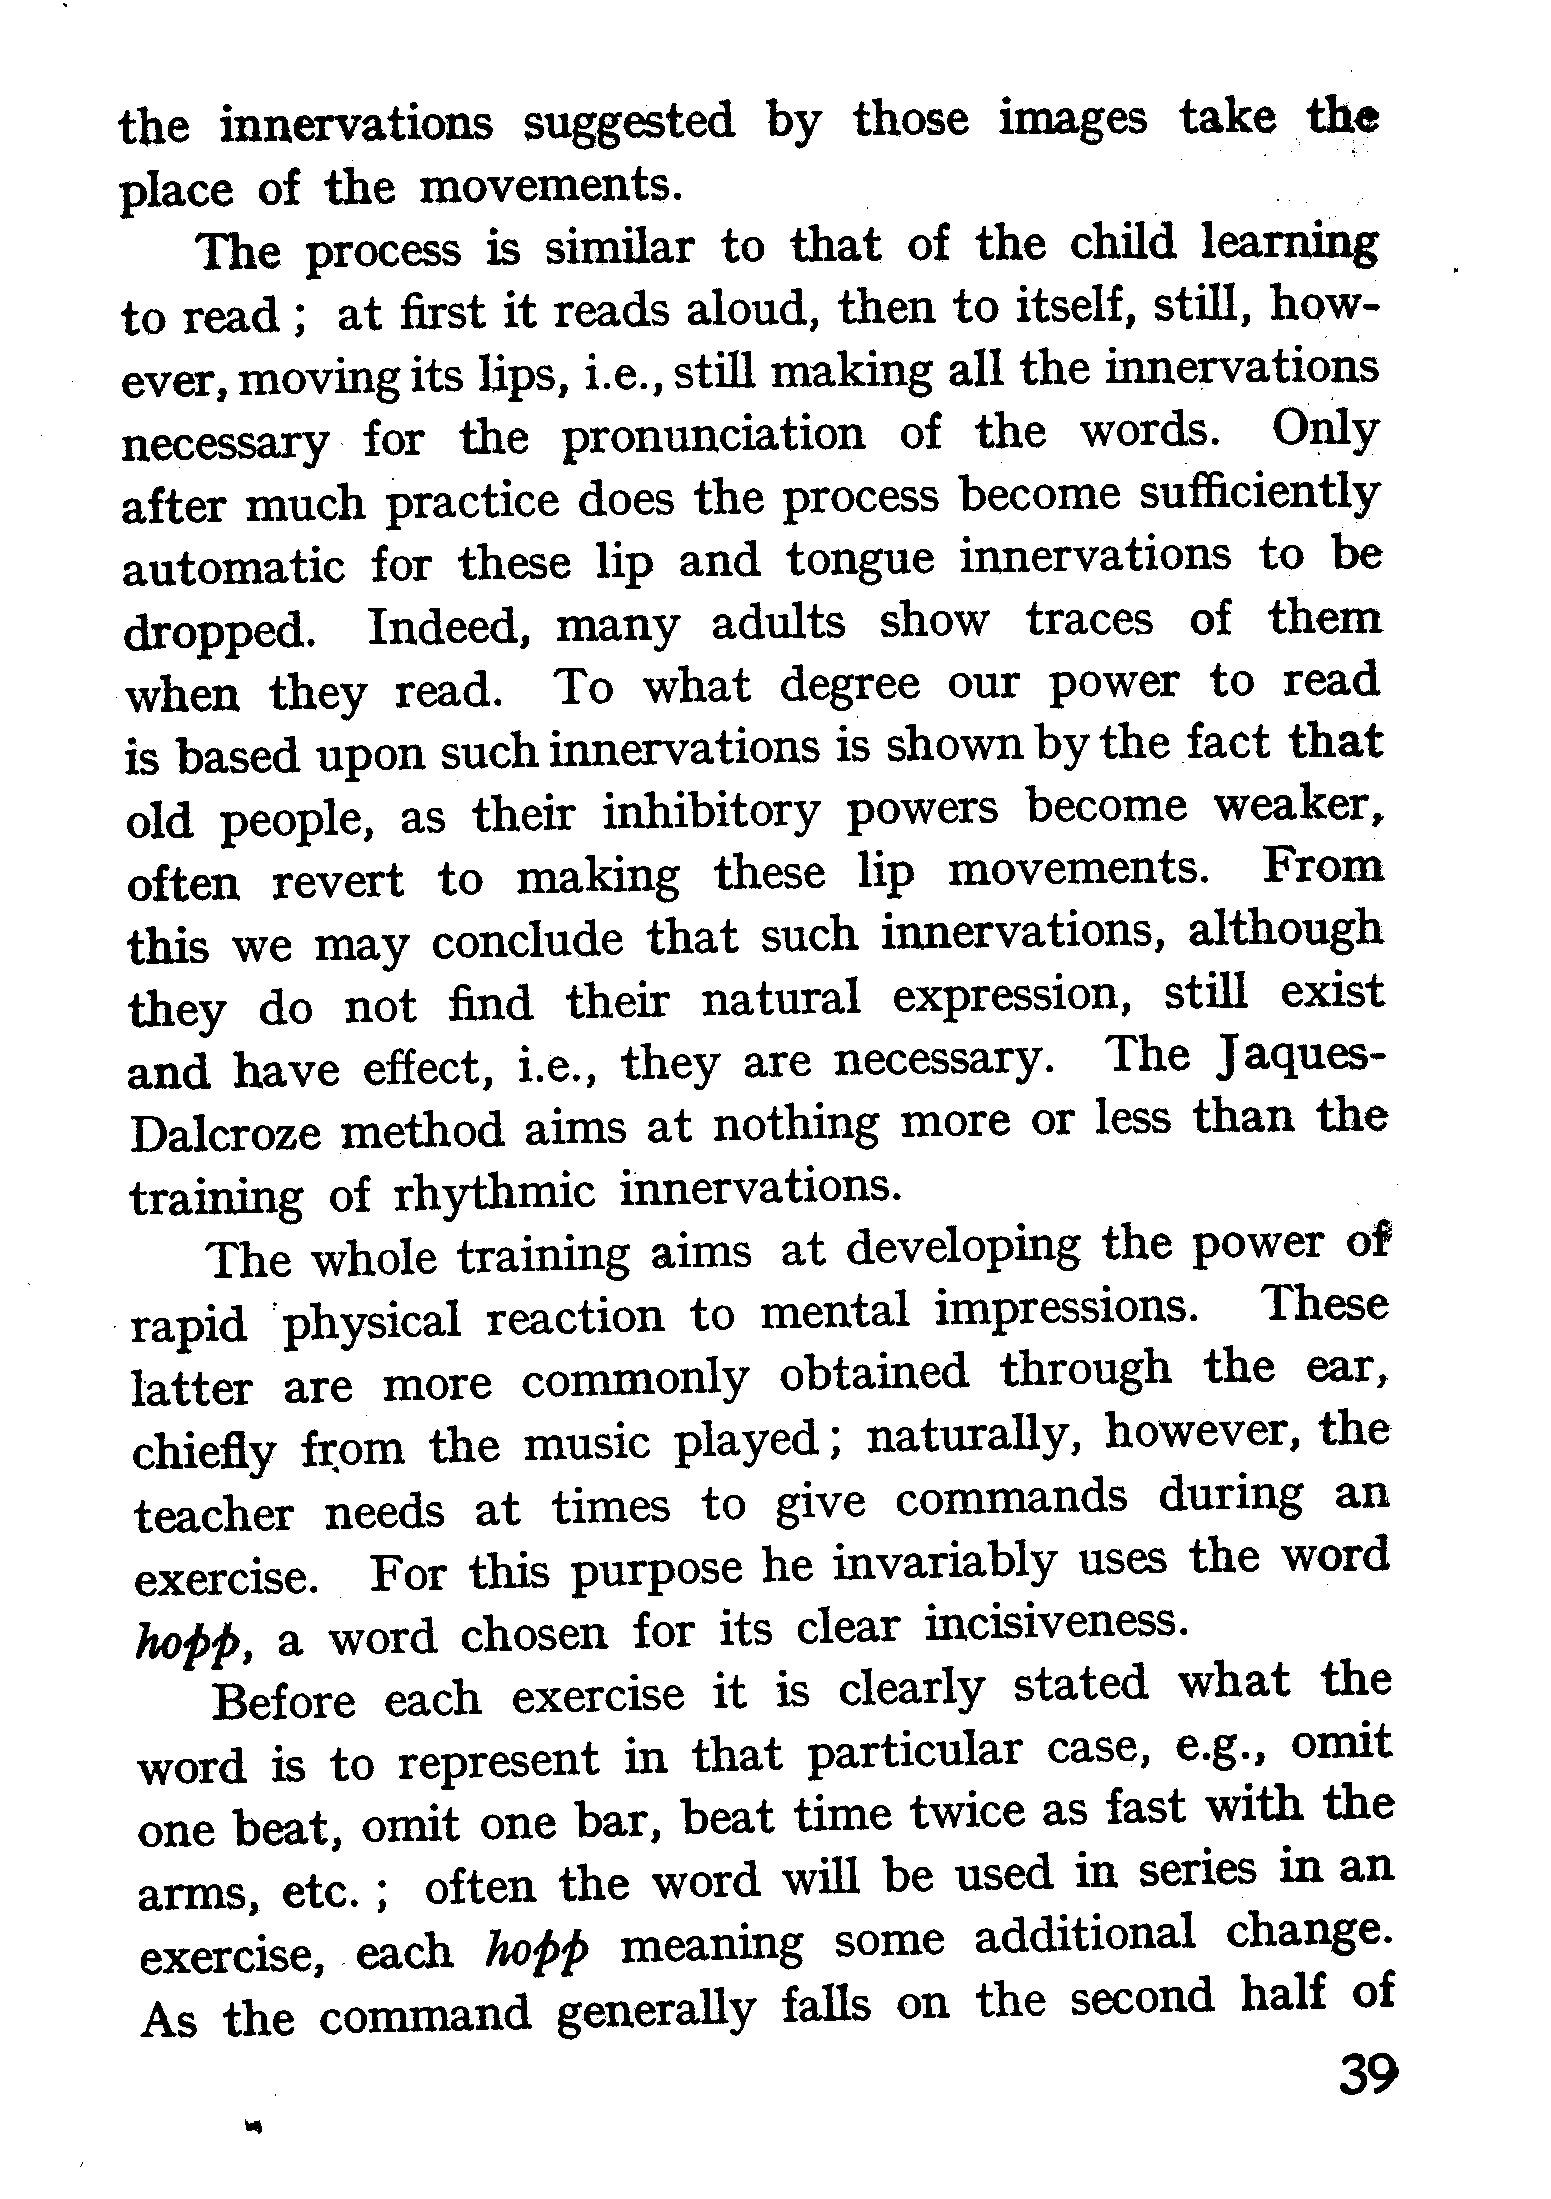 the innervations suggested by those images take the
place of the movements.
The process is similar to that of the child learning
to read ; at first it reads aloud, then to itself, still, how-
ever, moving its lips, i.e., still making all the innervations
necessary for the pronunciation of the words. Only
after much practice does the process become sufficiently
automatic for these lip and tongue innervations to be
dropped. Indeed, many adults show traces of them
when they read. To what degree our power to read
is based upon such innervations is shown by the fact that
old people, as their inhibitory powers become weaker,
often revert to making these lip movements. From
this we may conclude that such innervations, although
they do not find their natural expression, still exist
and have effect, i.e., they are necessary. The Jaques-
Dalcroze method aims at nothing more or less than the
training of rhythmic innervations.
The whole training aims at developing the power of
rapid physical reaction to mental impressions. These
latter are more commonly obtained through the ear,
chiefly from the music played ; naturally, however, the
teacher needs at times to give commands during an
exercise. For this purpose he invariably uses the word
hopp, a word chosen for its clear incisiveness.
Before each exercise it is clearly stated what the
word is to represent in that particular case, e.g., omit
one beat, omit one bar, beat time twice as fast with the
arms, etc. ; often the word will be used in series in an
exercise, each hopp meaning some additional change.
As the command generally falls on the second half of
39